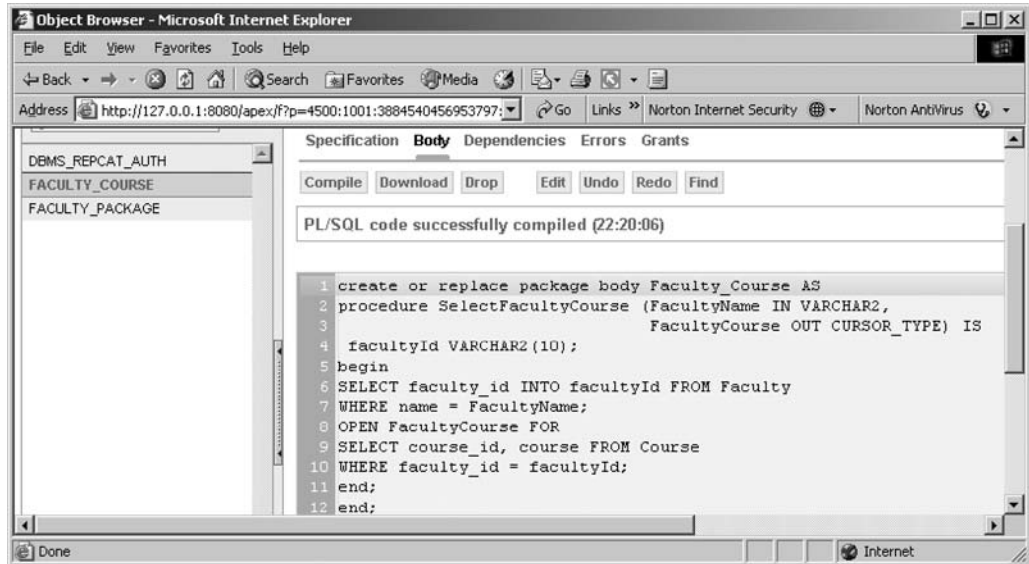 Object Browser - Microsoft Internet Explorer
File Edit View Favorites Tools Help
Back Search Favorites Media
Address http://127.0.0.1:8080/apex/f?p=4500:1001:3884540456953797: Go Links » Norton Internet Security Norton AntiVirus
Specification Body Dependencies Errors Grants
DBMS_REPCAT_AUTH
FACULTY_COURSE
FACULTY_PACKAGE
Compile Download Drop Edit Undo Redo Find
PL/SQL code successfully compiled (22:20:06)
1 create or replace package body Faculty_Course AS
2 procedure SelectFacultyCourse (FacultyName IN VARCHAR2,
3 FacultyCourse OUT CURSOR_TYPE) IS
4 facultyId VARCHAR2(10);
5 begin
6 SELECT faculty_id INTO facultyId FROM Faculty
7 WHERE name = FacultyName;
8 OPEN FacultyCourse FOR
9 SELECT course_id, course FROM Course
10 WHERE faculty_id = facultyId;
11 end;
12 end;
Done Internet